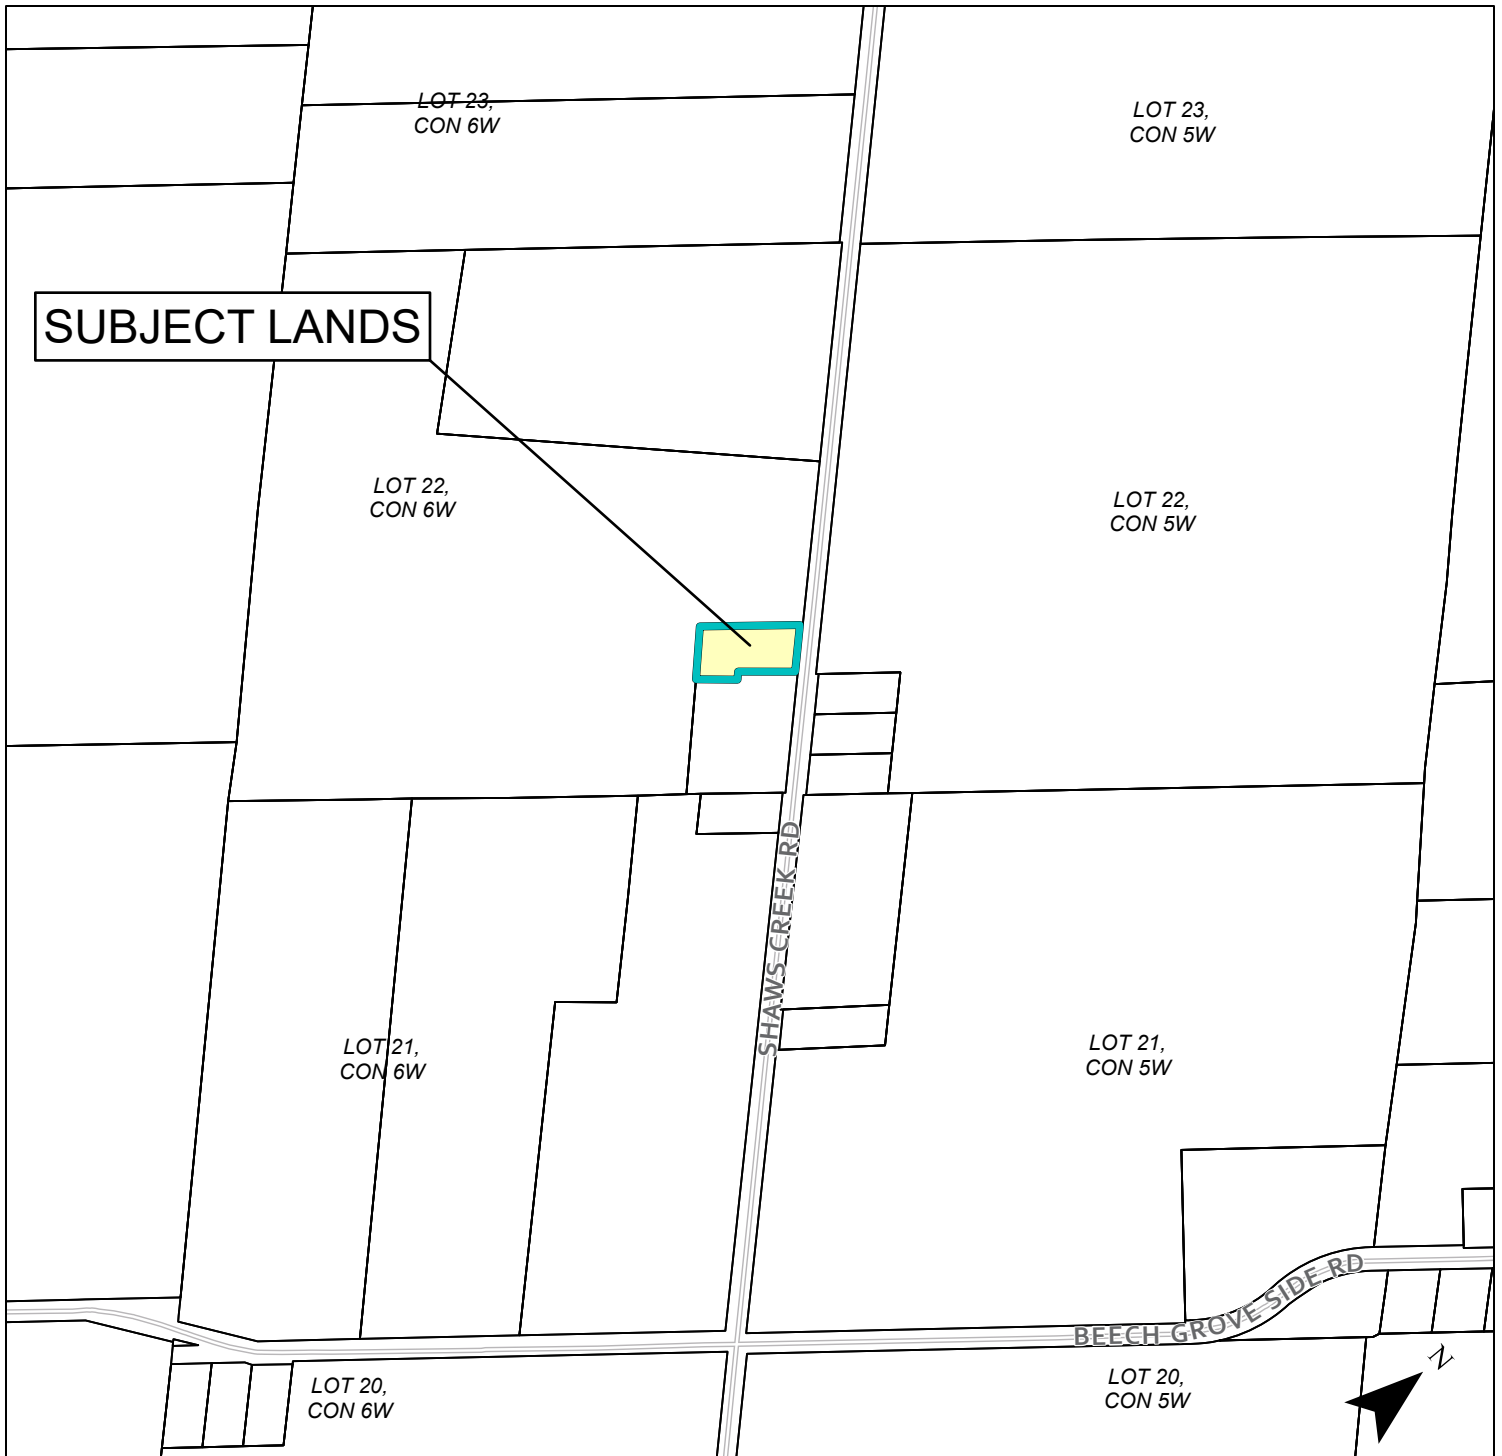 LOT 23,
CON 6W
LOT 23,
CON 5W
SUBJECT LANDS
LOT 22,
CON 6W
LOT 22,
CON 5W
SHAWS CREEK RD
LOT 21,
CON 6W
LOT 21,
CON 5W
BEECH GROVE SIDE RD
N
LOT 20,
CON 6W
LOT 20,
CON 5W